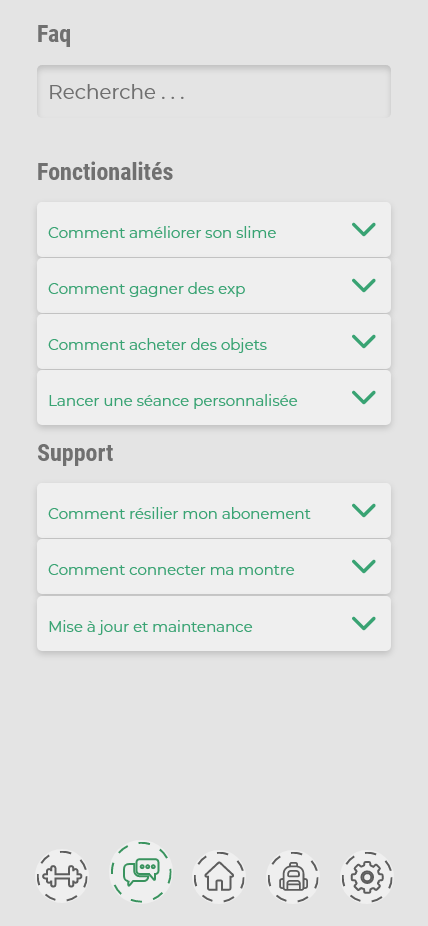 Faq
Recherche . . .
Fonctionalités
Comment améliorer son slime
Comment gagner des exp
Comment acheter des objets
Lancer une séance personnalisée
Support
Comment résilier mon abonement
Comment connecter ma montre
Mise à jour et maintenance